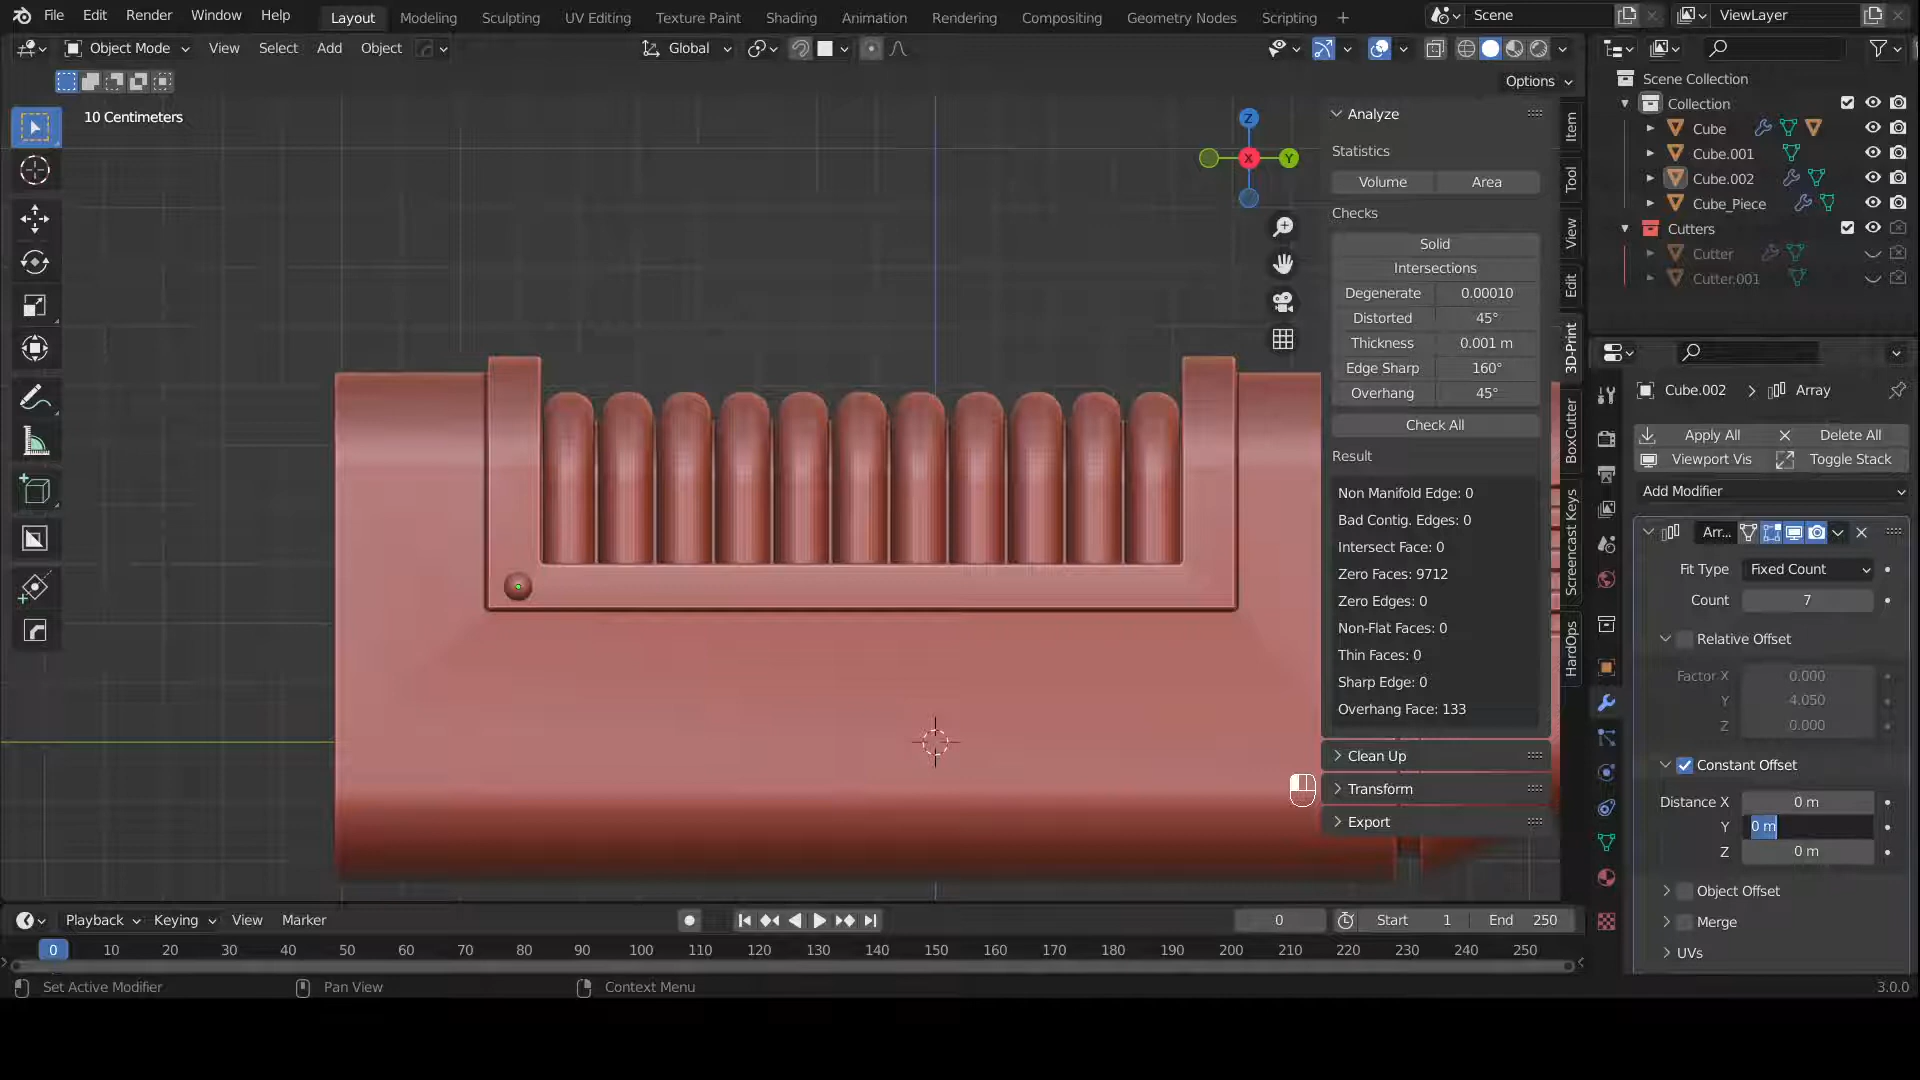 File Edit Render Window Help Layout Modeling Sculpting UV Editing Texture Paint Shading Animation Rendering Compositing Geometry Nodes Scripting + Scene ViewLayer
Object Mode View Select Add Object Global
Options
10 Centimeters
Z
Y
X
Analyze
Statistics
Volume Area
Checks
Solid
Intersections
Degenerate 0.00010
Distorted 45°
Thickness 0.001 m
Edge Sharp 160°
Overhang 45°
Check All
Result
Non Manifold Edge: 0
Bad Contig. Edges: 0
Intersect Face: 0
Zero Faces: 9712
Zero Edges: 0
Non-Flat Faces: 0
Thin Faces: 0
Sharp Edge: 0
Overhang Face: 133
Clean Up
Transform
Export
Item
Tool
View
Edit
3D-Print
BoxCutter
Screencast Keys
HardOps
Scene Collection
Collection
Cube
Cube.001
Cube.002
Cube_Piece
Cutters
Cutter
Cutter.001
Cube.002 Array
Apply All Delete All
Viewport Vis Toggle Stack
Add Modifier
Arr...
Fit Type Fixed Count
Count 7
Relative Offset
Factor X 0.000
Y -4.050
Z 0.000
Constant Offset
Distance X 0 m
Y 0 m
Z 0 m
Object Offset
Merge
UVs
Playback Keying View Marker 0 Start 1 End 250
0 10 20 30 40 50 60 70 80 90 100 110 120 130 140 150 160 170 180 190 200 210 220 230 240 250
Set Active Modifier Pan View Context Menu 3.0.0